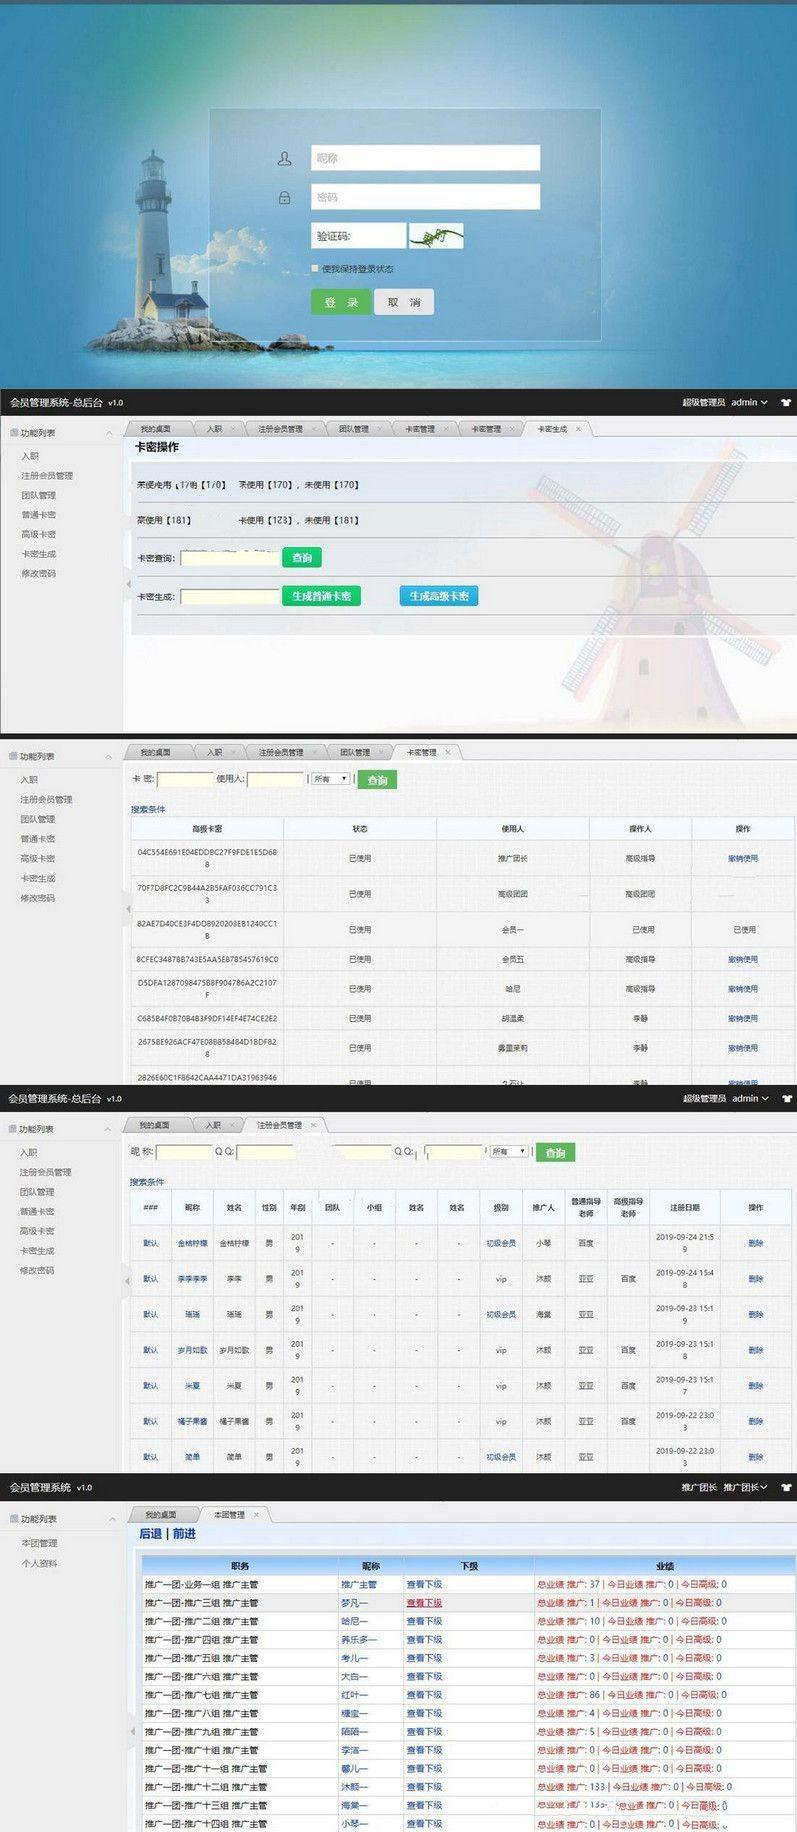 昵称
密码
验证码:
使我保持登录状态
登 录 取 消
会员管理系统-总后台 v1.0 超级管理员 admin
功能列表 我的桌面 入职 注册会员管理 团队管理 卡密管理 卡密管理 卡密生成
卡密操作
入职
注册会员管理
团队管理
普通卡密
高级卡密
卡密生成
修改密码
使用【170】，未使用【170】
使用【181】 卡使用【123】，未使用【181】
卡密查询: 查询
卡密生成: 生成普通卡密 生成高级卡密
功能列表 我的桌面 入职 注册会员管理 团队管理 卡密管理
入职
注册会员管理
团队管理
普通卡密
高级卡密
卡密生成
修改密码
卡 密: 使用人: | 所有 | 查询
搜索条件
高级卡密 状态 使用人 操作人 操作
04C554E691E04EDDBC27F9FDE1E5D688 已使用 推广团长 高级指导 撤销使用
70F7D8FC2C9B44A2B5FAF036CC791C33 已使用 高级团团 高级团团
82AE7D40CE3F4DD8920203EB1240CC1B 已使用 会员一 已使用 已使用
8CFEC3487BB743E5AA5E8785457619C0 已使用 会员五 高级指导 撤销使用
D5DFA1287098475B8F904786A2C2107F 已使用 哈尼 高级指导 撤销使用
C685B4F0B70B4B3F9DF14EF4E74CE2E2 已使用 胡温柔 李静 撤销使用
2675BE926ACF47E08B858484D1BDF828 已使用 雾里茉莉 李静 撤销使用
2826E60C1F8642CAA4471DA31963946 已使用 李静 撤销使用
会员管理系统-总后台 v1.0 超级管理员 admin
功能列表 我的桌面 入职 注册会员管理
入职
注册会员管理
团队管理
普通卡密
高级卡密
卡密生成
修改密码
昵 称: Q Q: Q Q: 所有 | 查询
搜索条件
### 昵称 姓名 性别 年别 团队 小组 姓名 姓名 级别 推广人 普通指导老师 高级指导老师 注册日期 操作
默认 金桔柠檬 金桔柠檬 男 2019 - - - - 初级会员 小琴 百度 2019-09-24 21:59 删除
默认 李李李李 李李 男 2019 - - - - vip 沐颜 亚亚 百度 2019-09-24 15:48 删除
默认 瑶瑶 瑶瑶 男 2019 - - - - 初级会员 海棠 亚亚 2019-09-23 15:19 删除
默认 岁月如歌 岁月如歌 男 2019 - - - - vip 沐颜 亚亚 百度 2019-09-23 15:18 删除
默认 米夏 米夏 男 2019 - - - - vip 沐颜 亚亚 百度 2019-09-23 15:17 删除
默认 橘子果酱 橘子果酱 男 2019 - - - - vip 沐颜 亚亚 百度 2019-09-22 23:03 删除
默认 简单 简单 男 2019 - - - - 初级会员 沐颜 亚亚 2019-09-22 23:03 删除
会员管理系统 v1.0 推广团长 推广团长
功能列表 我的桌面 本团管理
本团管理
个人资料
后退 | 前进
职务 昵称 下级 业绩
推广一团-业务一组 推广主管 推广主管 查看下级 总业绩 推广: 37 | 今日业绩 推广: 0 | 今日高级: 0
推广一团-推广三组 推广主管 梦凡一 查看下级 总业绩 推广: 1 | 今日业绩 推广: 0 | 今日高级: 0
推广一团-推广二组 推广主管 哈尼一 查看下级 总业绩 推广: 10 | 今日业绩 推广: 0 | 今日高级: 0
推广一团-推广四组 推广主管 养乐多一 查看下级 总业绩 推广: 0 | 今日业绩 推广: 0 | 今日高级: 0
推广一团-推广五组 推广主管 考儿一 查看下级 总业绩 推广: 3 | 今日业绩 推广: 0 | 今日高级: 0
推广一团-推广六组 推广主管 大白一 查看下级 总业绩 推广: 0 | 今日业绩 推广: 0 | 今日高级: 0
推广一团-推广七组 推广主管 红叶一 查看下级 总业绩 推广: 86 | 今日业绩 推广: 0 | 今日高级: 0
推广一团-推广八组 推广主管 糖蜜一 查看下级 总业绩 推广: 4 | 今日业绩 推广: 0 | 今日高级: 0
推广一团-推广九组 推广主管 陌陌一 查看下级 总业绩 推广: 5 | 今日业绩 推广: 0 | 今日高级: 0
推广一团-推广十组 推广主管 李洁一 查看下级 总业绩 推广: 0 | 今日业绩 推广: 0 | 今日高级: 0
推广一团-推广十一组 推广主管 馨儿一 查看下级 总业绩 推广: 0 | 今日业绩 推广: 0 | 今日高级: 0
推广一团-推广十二组 推广主管 沐颜一 查看下级 总业绩 推广: 133 | 今日业绩 推广: 0 | 今日高级: 0
推广一团-推广十三组 推广主管 海棠一 查看下级 总业绩 推广: 总业绩 推广: 0 | 今日高级: 0
推广一团-推广十四组 推广主管 小琴一 查看下级 总业绩 推广: 0 | 今日总业绩 推广: 0 | 今日高级: